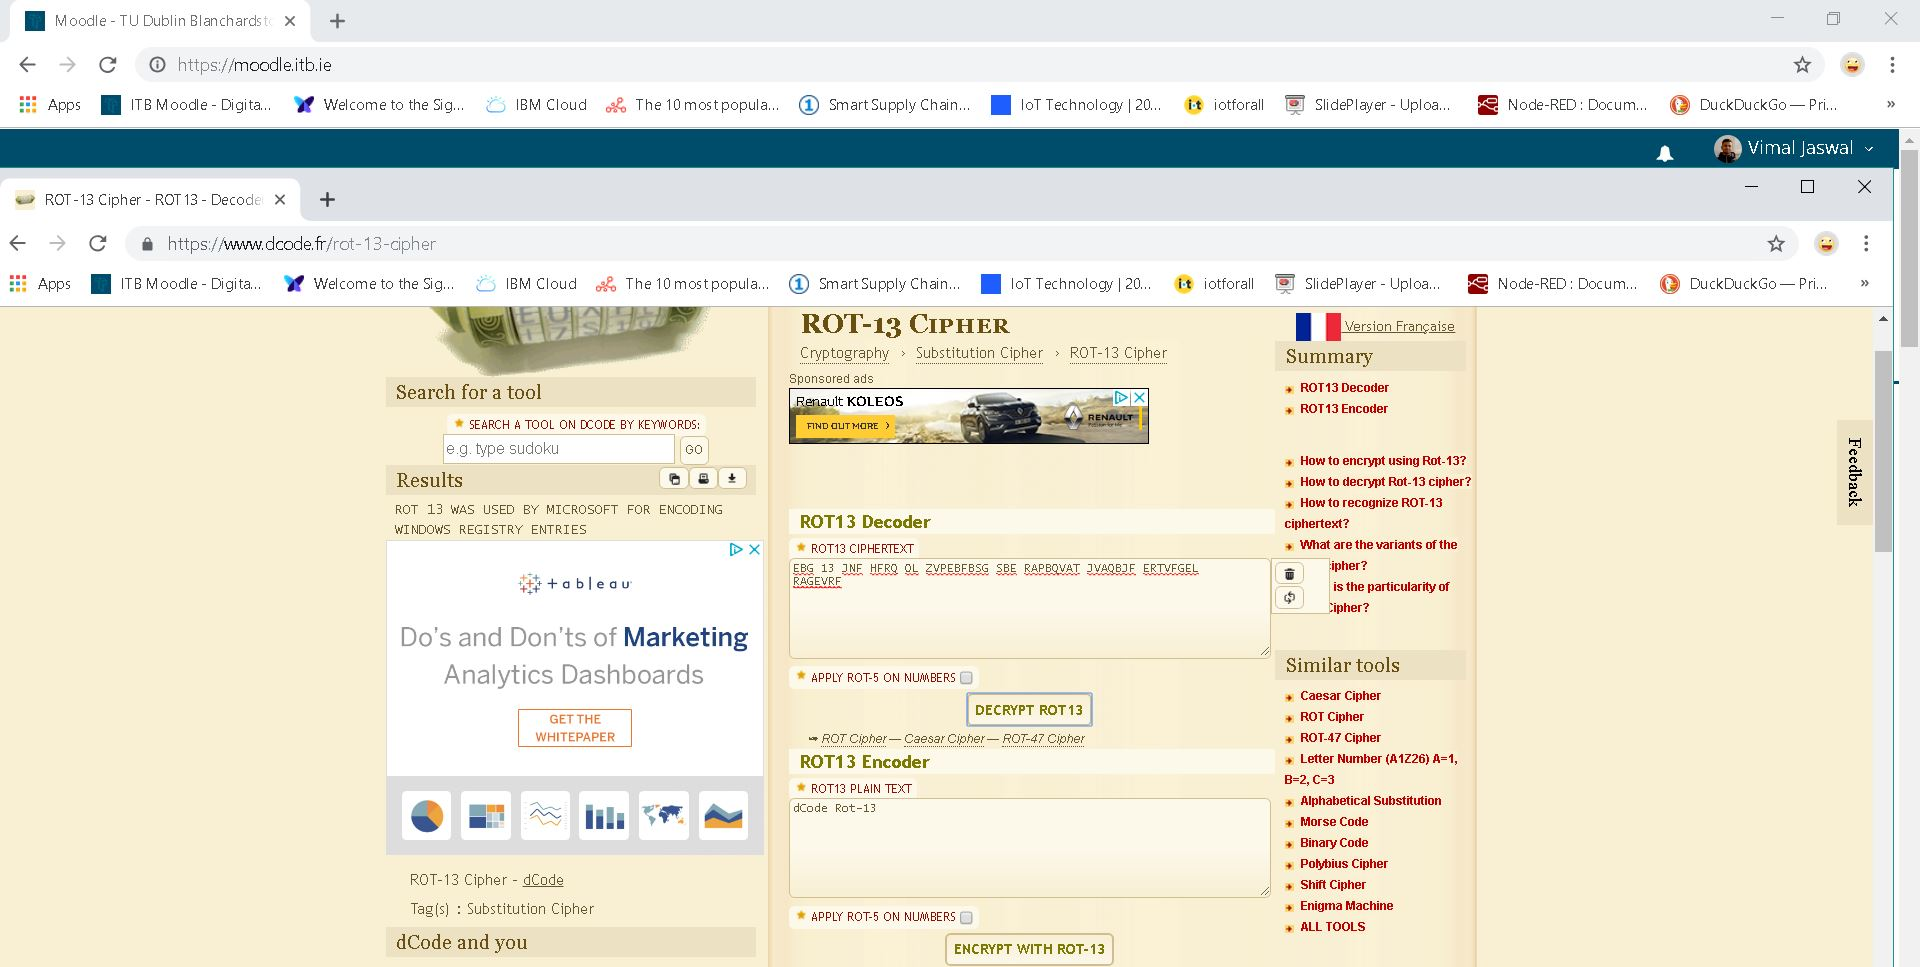 Moodle - TU Dublin Blanchardsto
https://moodle.itb.ie
Apps
ITB Moodle - Digita...
Welcome to the Sig...
IBM Cloud
The 10 most popula...
Smart Supply Chain...
IoT Technology | 20...
iotforall
SlidePlayer - Uploa...
Node-RED : Docum...
DuckDuckGo — Pri...
»
Vimal Jaswal
ROT-13 Cipher - ROT13 - Decode
https://www.dcode.fr/rot-13-cipher
Apps
ITB Moodle - Digita...
Welcome to the Sig...
IBM Cloud
The 10 most popula...
Smart Supply Chain...
IoT Technology | 20...
iotforall
SlidePlayer - Uploa...
Node-RED : Docum...
DuckDuckGo — Pri...
»
Search for a tool
SEARCH A TOOL ON DCODE BY KEYWORDS:
e.g. type sudoku
GO
Results
ROT 13 WAS USED BY MICROSOFT FOR ENCODING
WINDOWS REGISTRY ENTRIES
+ a b l e a u
Do's and Don'ts of Marketing
Analytics Dashboards
GET THE
WHITEPAPER
ROT-13 Cipher - dCode
Tag(s) : Substitution Cipher
dCode and you
ROT-13 CIPHER
Cryptography › Substitution Cipher › ROT-13 Cipher
Sponsored ads
Renault KOLEOS
FIND OUT MORE >
RENAULT
ROT13 Decoder
ROT13 CIPHERTEXT
EBG 13 JNF HFRQ OL ZVPEBFBSG SBE RAPBQVAT JVAQBJF ERTVFGEL
RAGEVRF
APPLY ROT-5 ON NUMBERS
DECRYPT ROT13
ROT Cipher — Caesar Cipher — ROT-47 Cipher
ROT13 Encoder
ROT13 PLAIN TEXT
dCode Rot-13
APPLY ROT-5 ON NUMBERS
ENCRYPT WITH ROT-13
Version Française
Summary
ROT13 Decoder
ROT13 Encoder
How to encrypt using Rot-13?
How to decrypt Rot-13 cipher?
How to recognize ROT-13
ciphertext?
What are the variants of the
ipher?
is the particularity of
Cipher?
Similar tools
Caesar Cipher
ROT Cipher
ROT-47 Cipher
Letter Number (A1Z26) A=1,
B=2, C=3
Alphabetical Substitution
Morse Code
Binary Code
Polybius Cipher
Shift Cipher
Enigma Machine
ALL TOOLS
Feedback